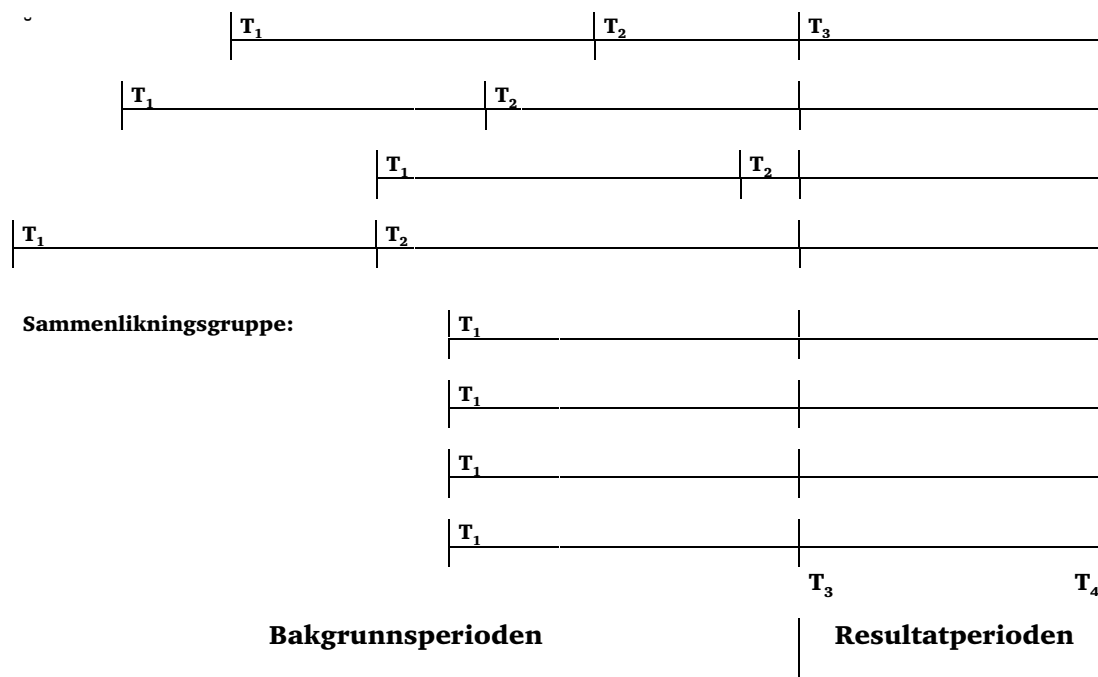 T₁ T₂ T₃
T₁ T₂
T₁ T₂
T₁ T₂
Sammenlikningsgruppe: T₁
T₁
T₁
T₁
T₃ T₄
Bakgrunnsperioden Resultatperioden